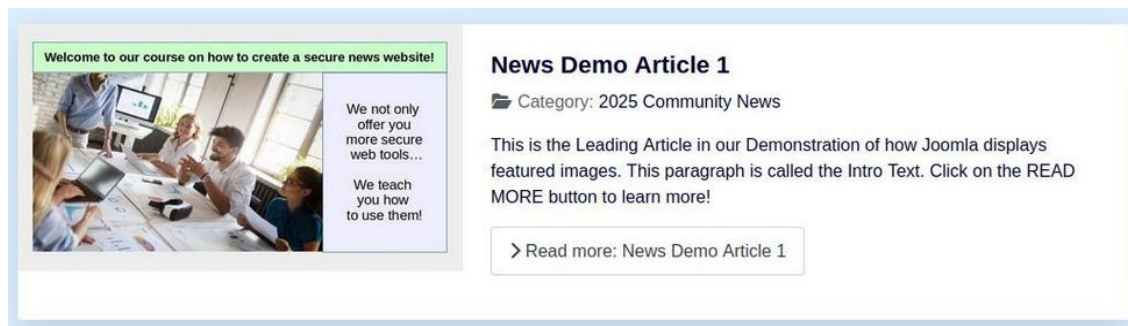 Welcome to our course on how to create a secure news website!
We not only
offer you
more secure
web tools...
We teach
you how
to use them!
News Demo Article 1
Category: 2025 Community News
This is the Leading Article in our Demonstration of how Joomla displays
featured images. This paragraph is called the Intro Text. Click on the READ
MORE button to learn more!
Read more: News Demo Article 1